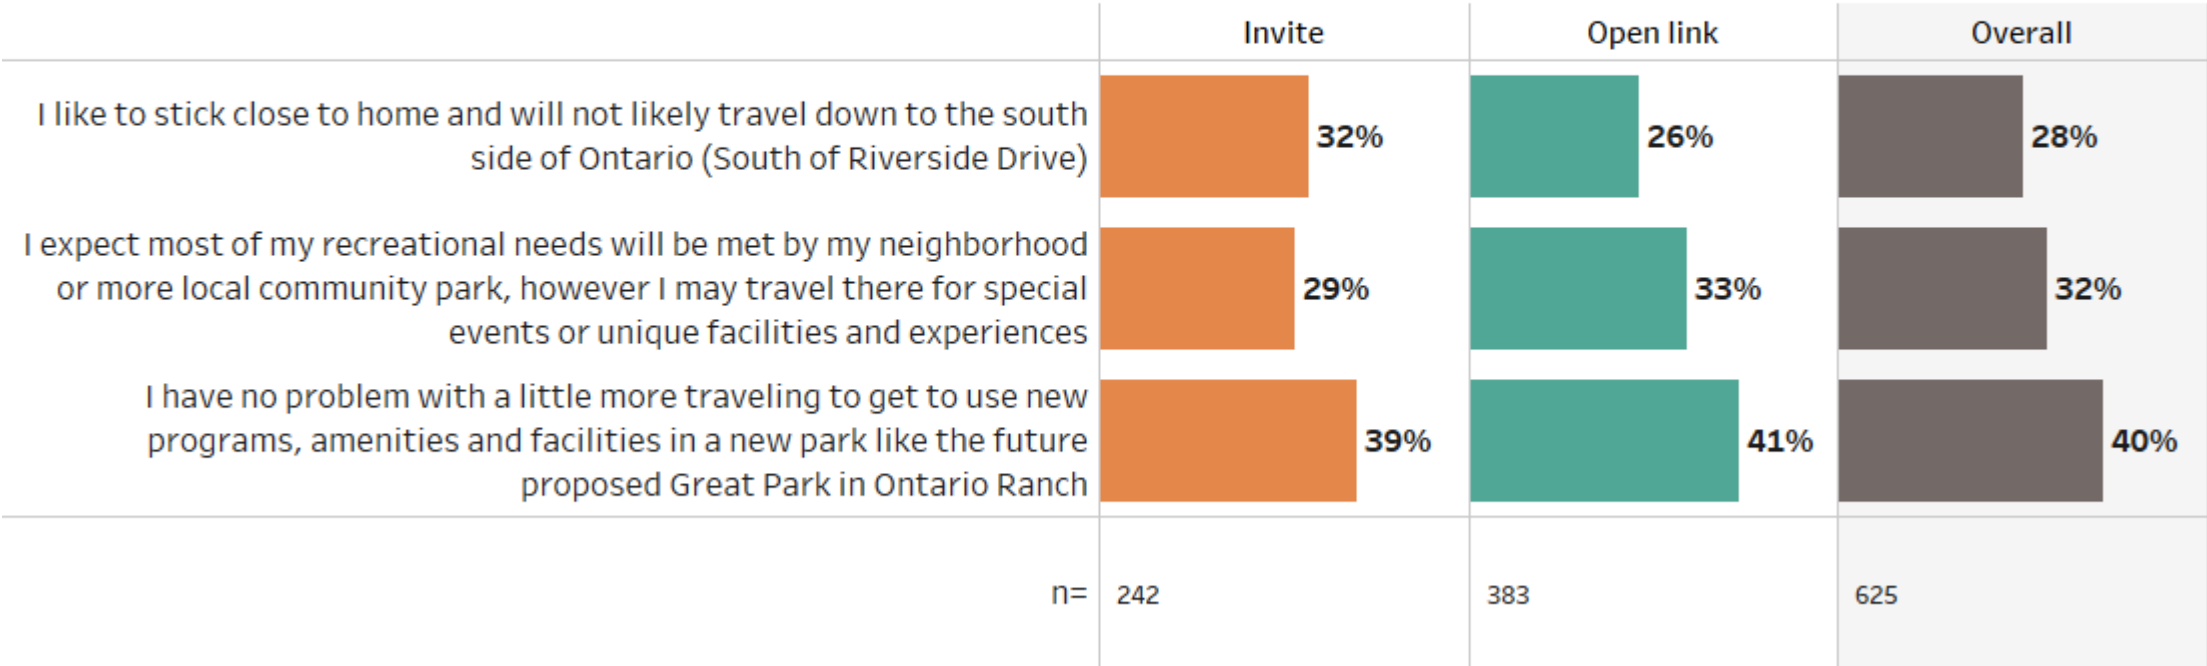 Invite Open link Overall
I like to stick close to home and will not likely travel down to the south
side of Ontario (South of Riverside Drive)
32% 26% 28%
I expect most of my recreational needs will be met by my neighborhood
or more local community park, however I may travel there for special
events or unique facilities and experiences
29% 33% 32%
I have no problem with a little more traveling to get to use new
programs, amenities and facilities in a new park like the future
proposed Great Park in Ontario Ranch
39% 41% 40%
n= 242 383 625